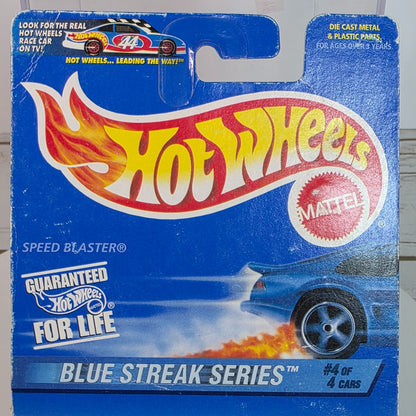 LOOK FOR THE REAL
HOT WHEELS
RACE CAR
ON TV!
44
HOT WHEELS... LEADING THE WAY!™
DIE CAST METAL
& PLASTIC PARTS.
FOR AGES OVER 3 YEARS
HOT WHEELS
MATTEL
SPEED BLASTER®
GUARANTEED
HOT WHEELS
FOR LIFE
BLUE STREAK SERIES™
#4 OF
4 CARS